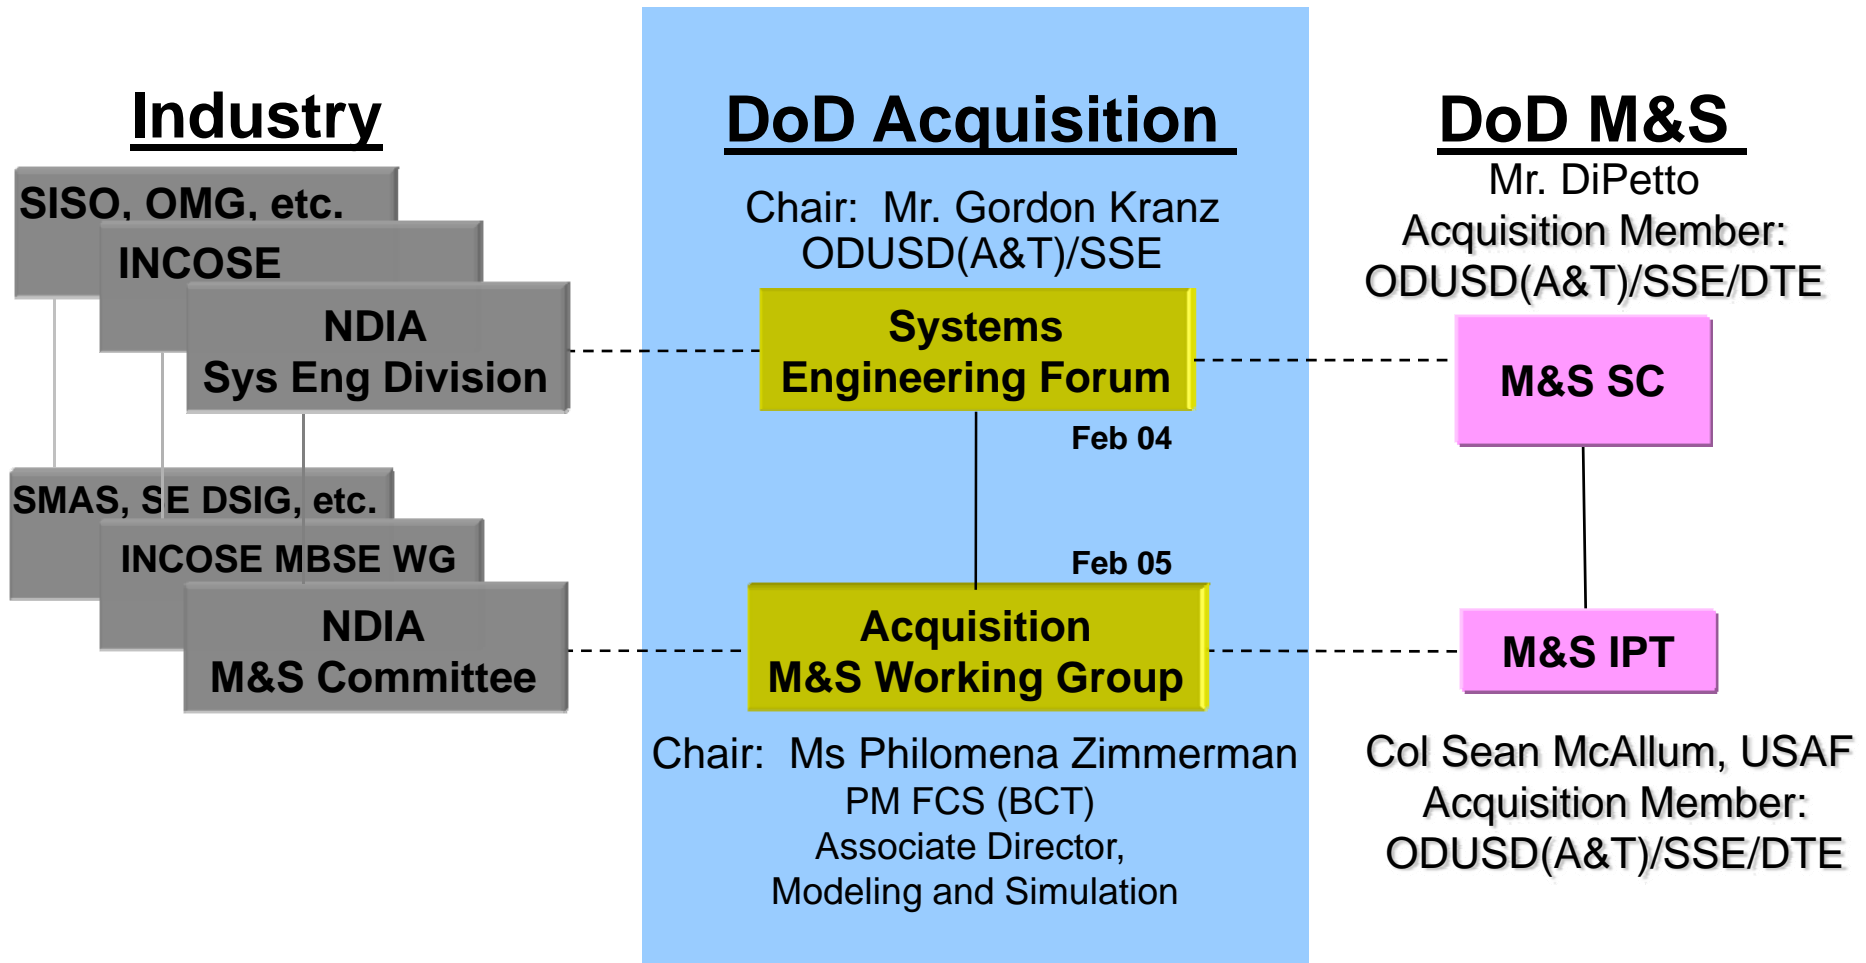 Industry
SISO, OMG, etc.
INCOSE
NDIA
Sys Eng Division
SMAS, SE DSIG, etc.
INCOSE MBSE WG
NDIA
M&S Committee
DoD Acquisition
Chair:  Mr. Gordon Kranz
ODUSD(A&T)/SSE
Systems
Engineering Forum
Feb 04
Feb 05
Acquisition
M&S Working Group
Chair:  Ms Philomena Zimmerman
PM FCS (BCT)
Associate Director,
Modeling and Simulation
DoD M&S
Mr. DiPetto
Acquisition Member:
ODUSD(A&T)/SSE/DTE
M&S SC
M&S IPT
Col Sean McAllum, USAF
Acquisition Member:
ODUSD(A&T)/SSE/DTE